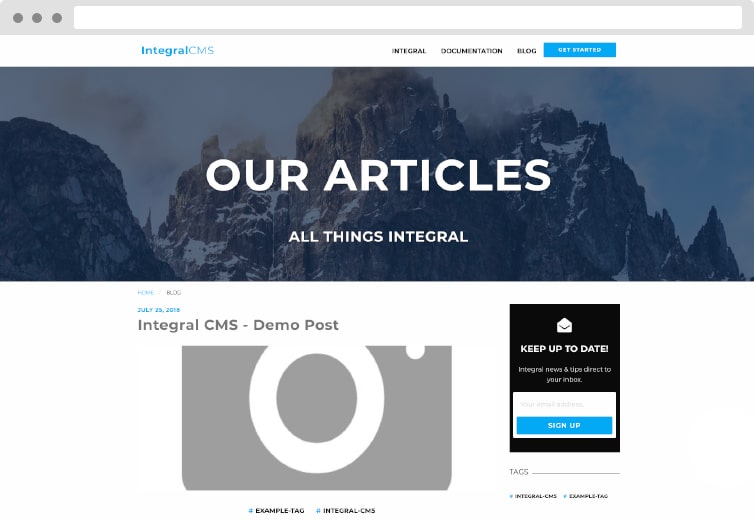 IntegralCMS
INTEGRAL DOCUMENTATION BLOG GET STARTED
OUR ARTICLES
ALL THINGS INTEGRAL
HOME / BLOG
JULY 25, 2018
Integral CMS - Demo Post
# EXAMPLE-TAG # INTEGRAL-CMS
KEEP UP TO DATE!
Integral news & tips direct to
your inbox.
Your email address.
SIGN UP
TAGS
# INTEGRAL-CMS # EXAMPLE-TAG